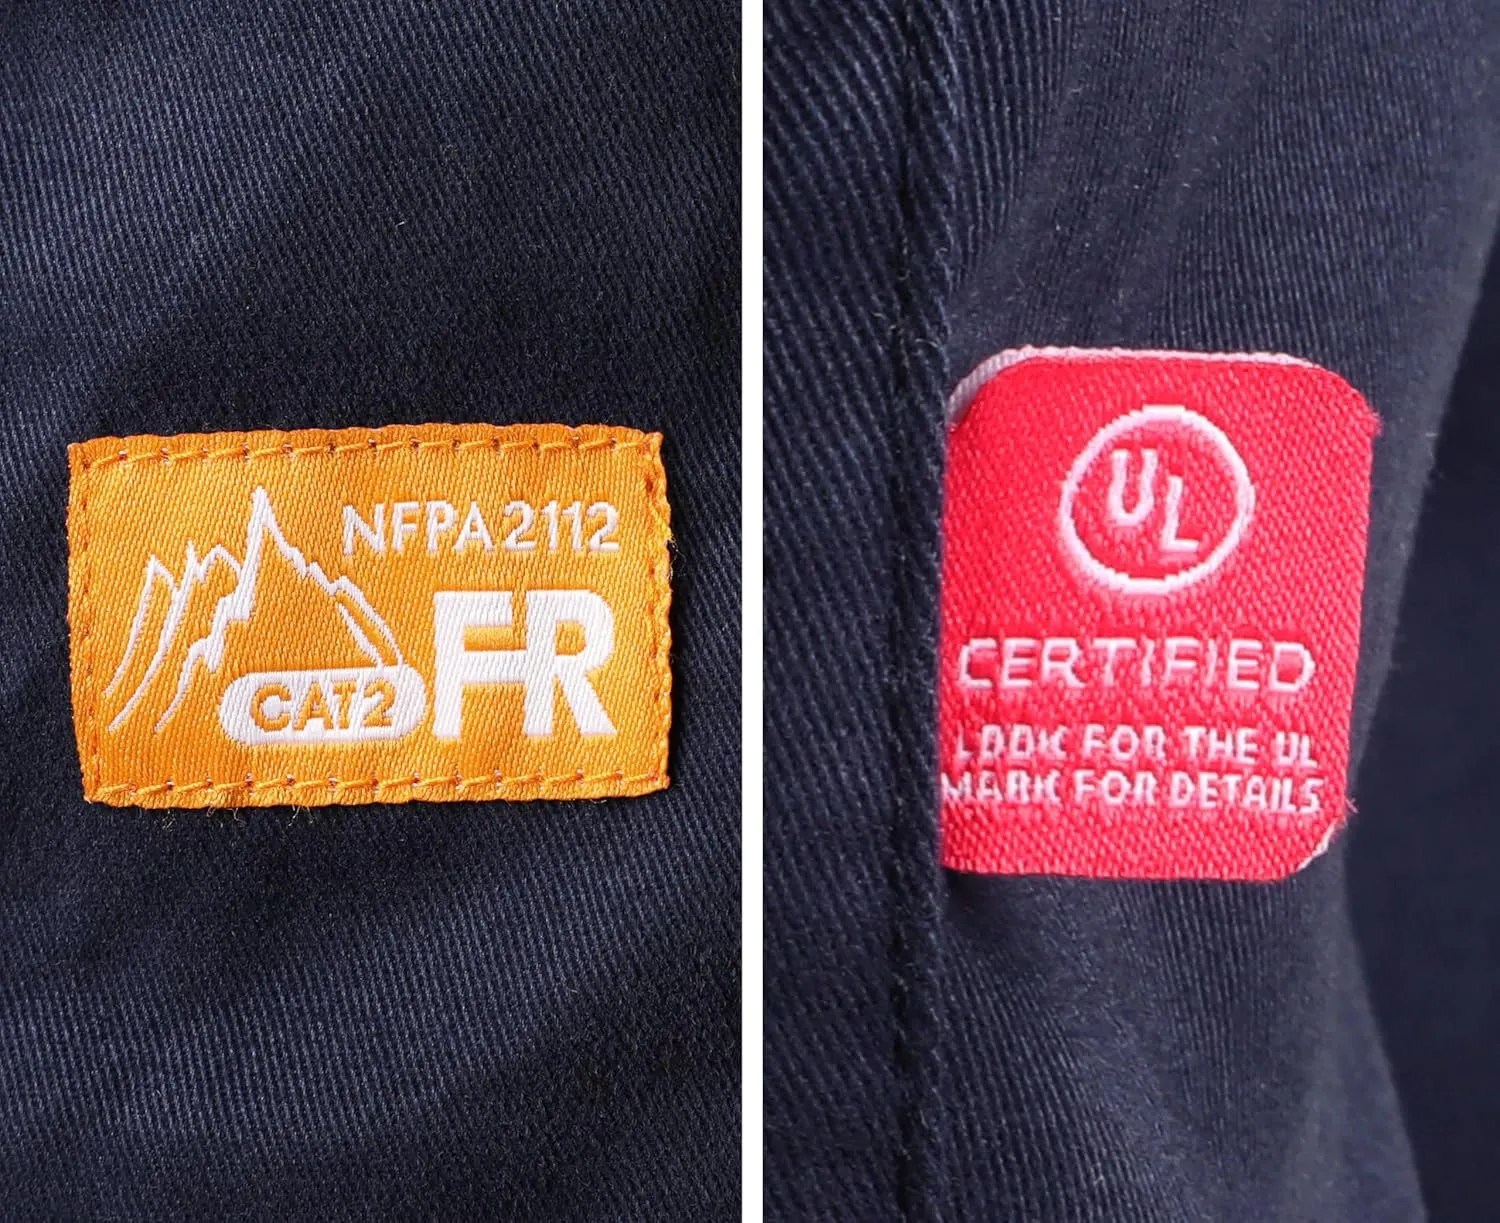 NFPA2112
CAT2
FR
UL
CERTIFIED
LOOK FOR THE UL
MARK FOR DETAILS